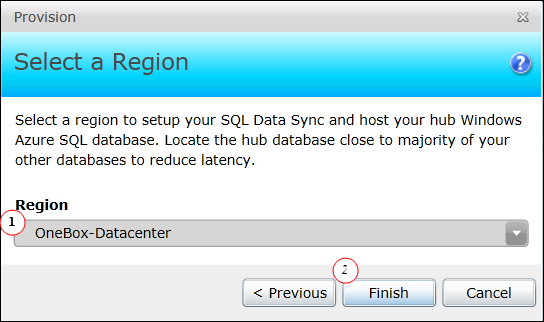 Provision
Select a Region
?
Select a region to setup your SQL Data Sync and host your hub Windows
Azure SQL database. Locate the hub database close to majority of your
other databases to reduce latency.
Region
1
OneBox-Datacenter
2
< Previous
Finish
Cancel